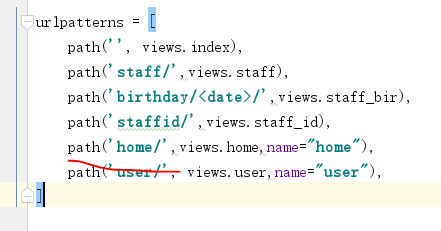 urlpatterns = [
path('', views.index),
path('staff/',views.staff),
path('birthday/<date>/',views.staff_bir),
path('staffid/',views.staff_id),
path('home/',views.home,name="home"),
path('user/', views.user,name="user"),
]